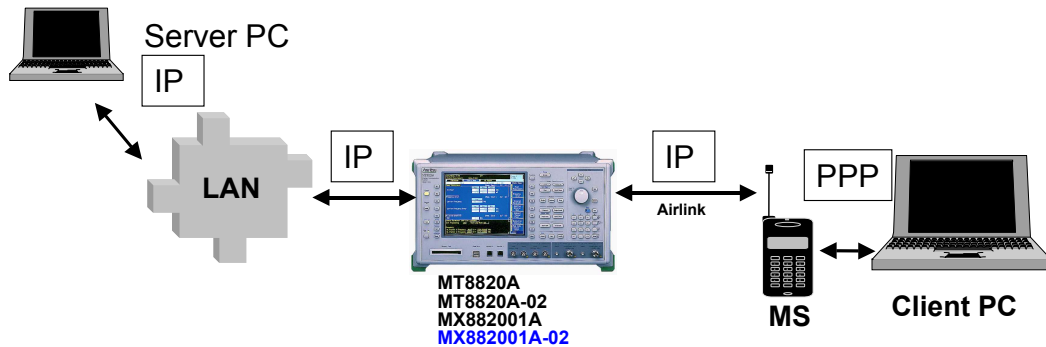 Server PC
IP
LAN
IP
IP
Airlink
PPP
MT8820A
MT8820A-02
MX882001A
MX882001A-02
MS
Client PC